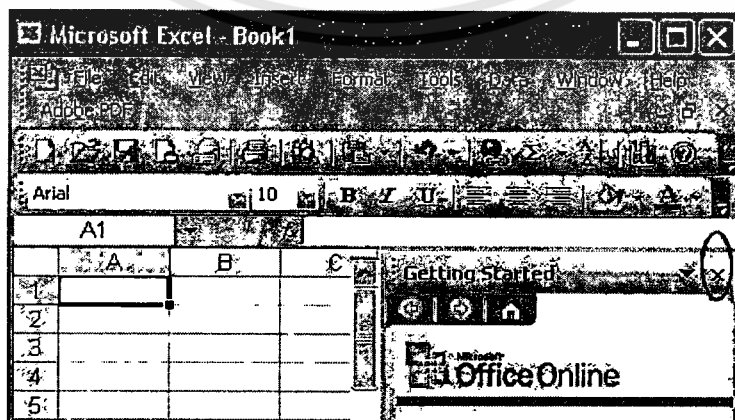 Microsoft Excel - Book1
File Edit View Insert Format Tools Data Window Help
Adobe PDF
Arial 10 B I U A
A1
A B C
Getting Started
1
2
Microsoft
3
Office Online
4
5